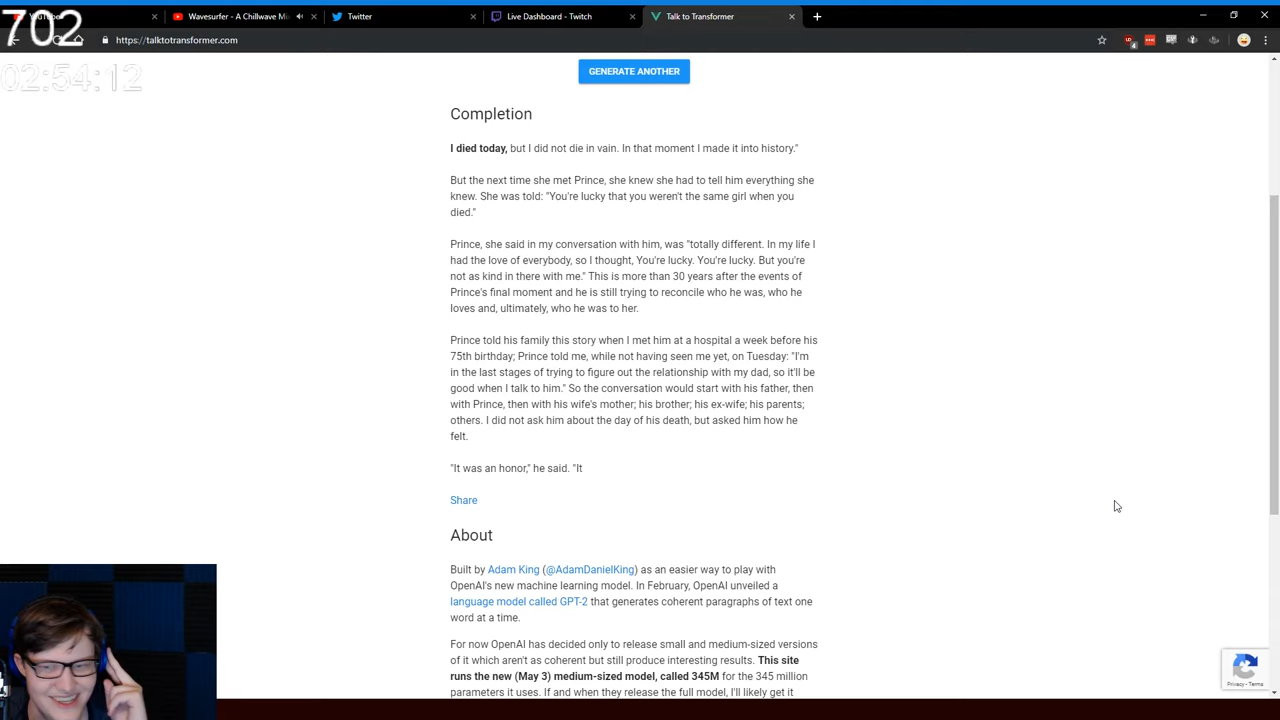 702
YouTube
Wavesurfer - A Chillwave Mi
Twitter
Live Dashboard - Twitch
Talk to Transformer
https://talktotransformer.com
02:54:12
GENERATE ANOTHER
Completion
I died today, but I did not die in vain. In that moment I made it into history."
But the next time she met Prince, she knew she had to tell him everything she
knew. She was told: "You're lucky that you weren't the same girl when you
died."
Prince, she said in my conversation with him, was "totally different. In my life I
had the love of everybody, so I thought, You're lucky. You're lucky. But you're
not as kind in there with me." This is more than 30 years after the events of
Prince's final moment and he is still trying to reconcile who he was, who he
loves and, ultimately, who he was to her.
Prince told his family this story when I met him at a hospital a week before his
75th birthday; Prince told me, while not having seen me yet, on Tuesday: "I'm
in the last stages of trying to figure out the relationship with my dad, so it'll be
good when I talk to him." So the conversation would start with his father, then
with Prince, then with his wife's mother; his brother; his ex-wife; his parents;
others. I did not ask him about the day of his death, but asked him how he
felt.
"It was an honor," he said. "It
Share
About
Built by Adam King (@AdamDanielKing) as an easier way to play with
OpenAI's new machine learning model. In February, OpenAI unveiled a
language model called GPT-2 that generates coherent paragraphs of text one
word at a time.
For now OpenAI has decided only to release small and medium-sized versions
of it which aren't as coherent but still produce interesting results. This site
runs the new (May 3) medium-sized model, called 345M for the 345 million
parameters it uses. If and when they release the full model, I'll likely get it
Privacy - Terms